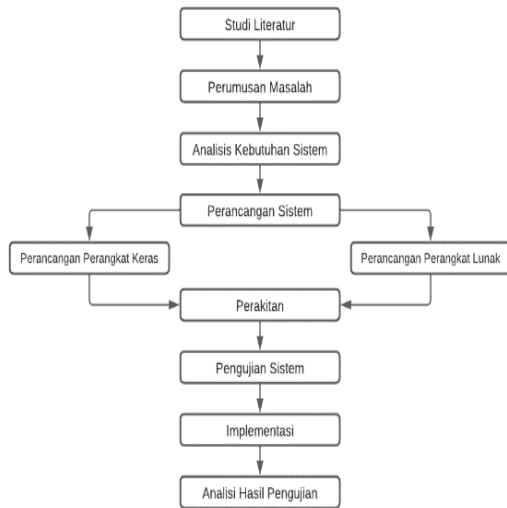 Studi Literatur
Perumusan Masalah
Analisis Kebutuhan Sistem
Perancangan Sistem
Perancangan Perangkat Keras
Perancangan Perangkat Lunak
Perakitan
Pengujian Sistem
Implementasi
Analisi Hasil Pengujian